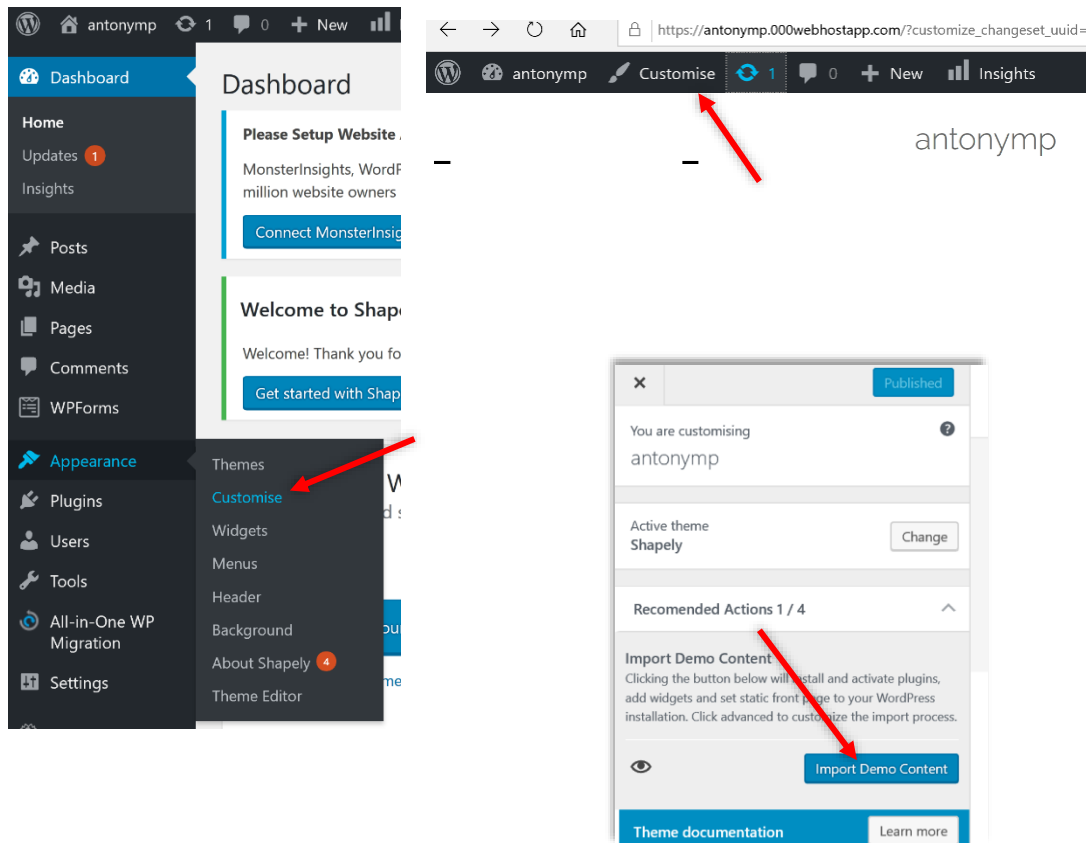 antonymp 1 0 New
Dashboard
Home
Updates 1
Insights
Posts
Media
Pages
Comments
WPForms
Appearance
Plugins
Users
Tools
All-in-One WP
Migration
Settings
Dashboard
Please Setup Website
MonsterInsights, WordP
million website owners
Connect MonsterInsig
Welcome to Shap
Welcome! Thank you fo
Get started with Shap
Themes
Customise
Widgets
Menus
Header
Background
About Shapely 4
Theme Editor
https://antonymp.000webhostapp.com/?customize_changeset_uuid=
antonymp Customise 1 0 New Insights
antonymp
Published
You are customising
antonymp
Active theme
Shapely
Change
Recomended Actions 1 / 4
Import Demo Content
Clicking the button below will install and activate plugins,
add widgets and set static front page to your WordPress
installation. Click advanced to customize the import process.
Import Demo Content
Theme documentation
Learn more